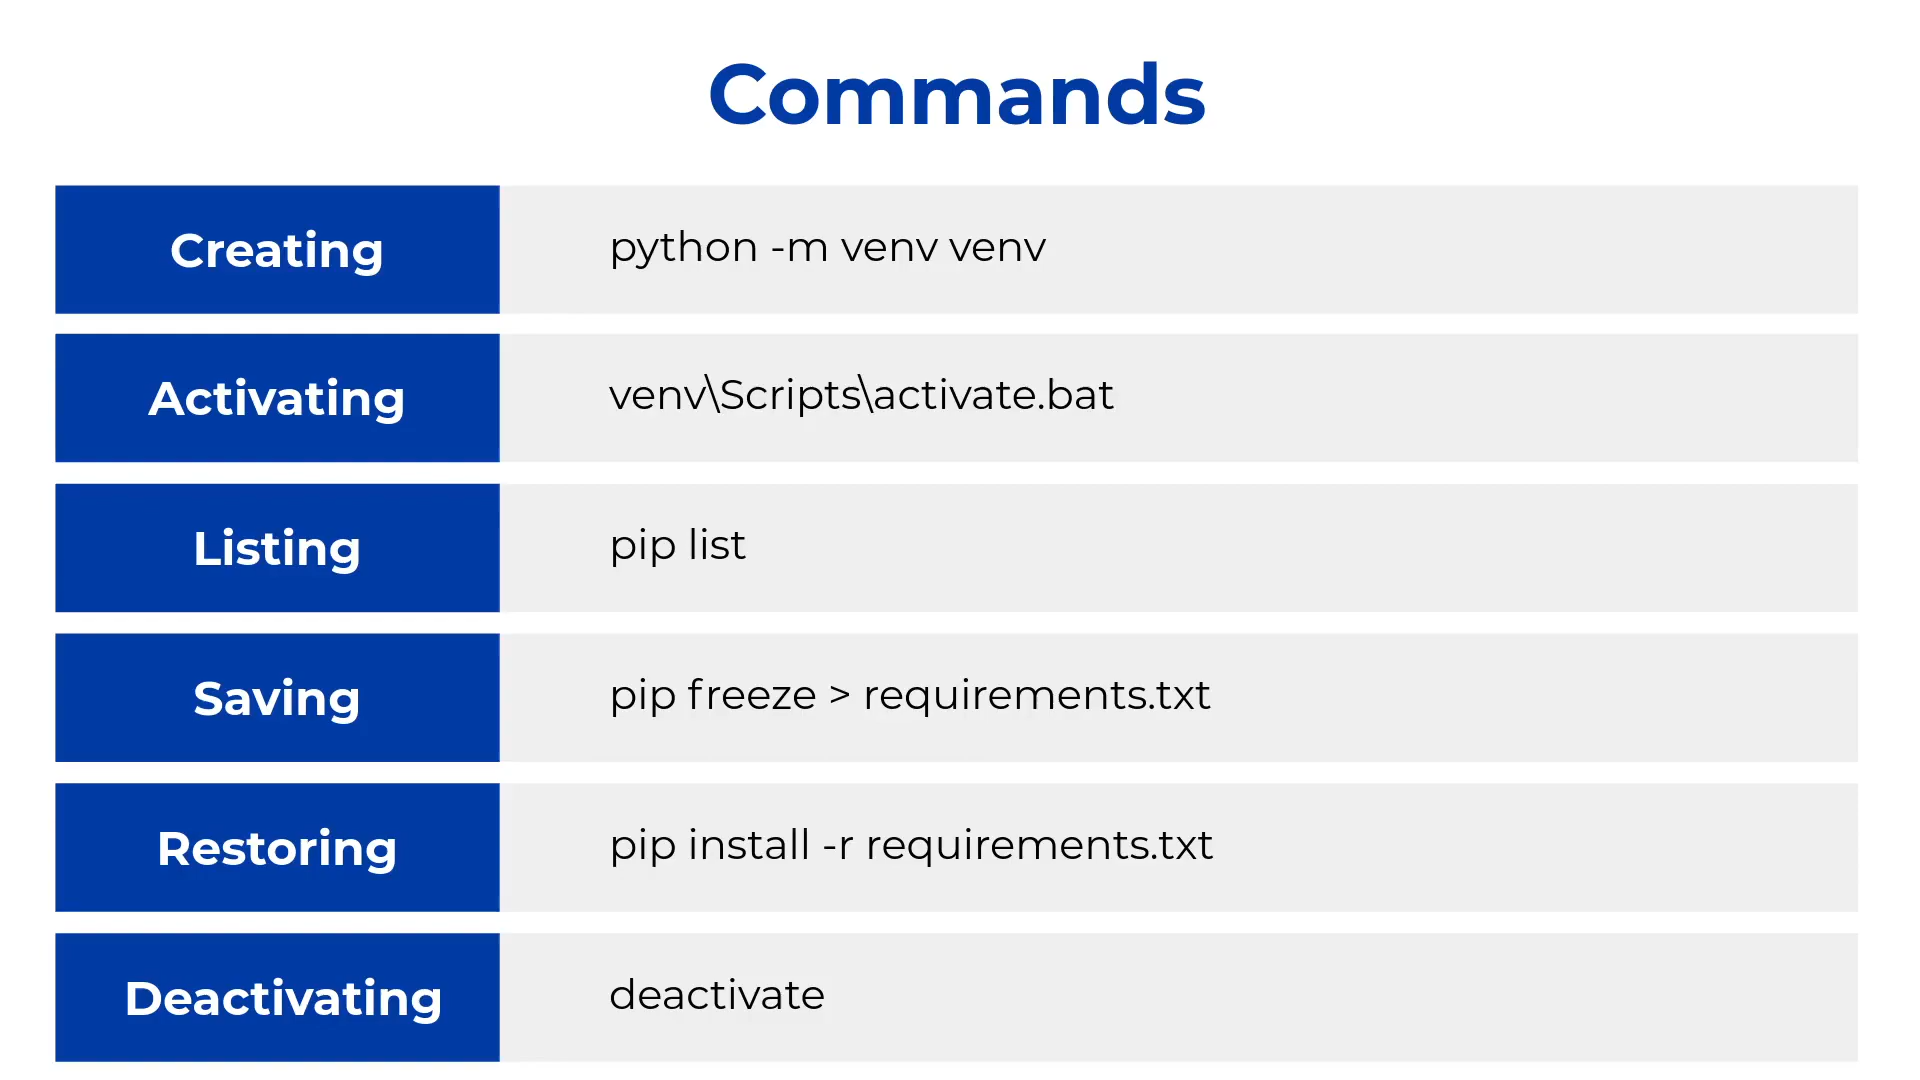 Commands
Creating
python -m venv venv
Activating
venv\Scripts\activate.bat
Listing
pip list
Saving
pip freeze > requirements.txt
Restoring
pip install -r requirements.txt
Deactivating
deactivate